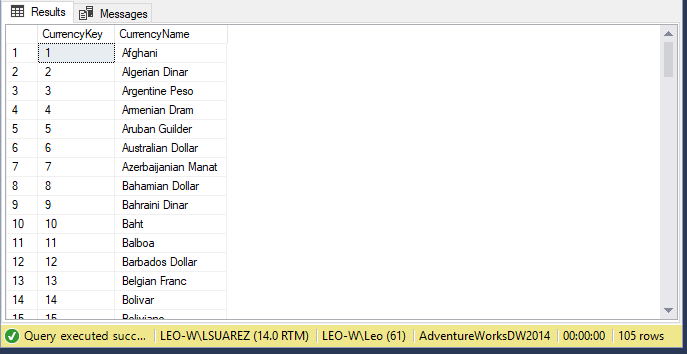 Results Messages
CurrencyKey CurrencyName
1 1 Afghani
2 2 Algerian Dinar
3 3 Argentine Peso
4 4 Armenian Dram
5 5 Aruban Guilder
6 6 Australian Dollar
7 7 Azerbaijanian Manat
8 8 Bahamian Dollar
9 9 Bahraini Dinar
10 10 Baht
11 11 Balboa
12 12 Barbados Dollar
13 13 Belgian Franc
14 14 Bolivar
15 15 Boliviano
Query executed succ... LEO-W\LSUAREZ (14.0 RTM) LEO-W\Leo (61) AdventureWorksDW2014 00:00:00 105 rows